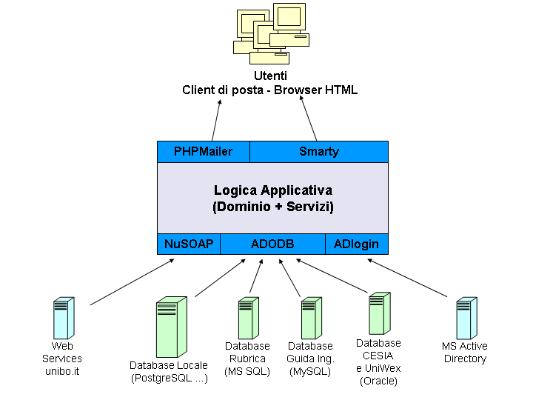 Utenti
Client di posta - Browser HTML
PHPMailer
Smarty
Logica Applicativa
(Dominio + Servizi)
NuSOAP
ADODB
ADlogin
Web
Services
unibo.it
Database Locale
(PostgreSQL ...)
Database
Rubrica
(MS SQL)
Database
Guida Ing.
(MySQL)
Database
CESIA
e UniWex
(Oracle)
MS Active
Directory